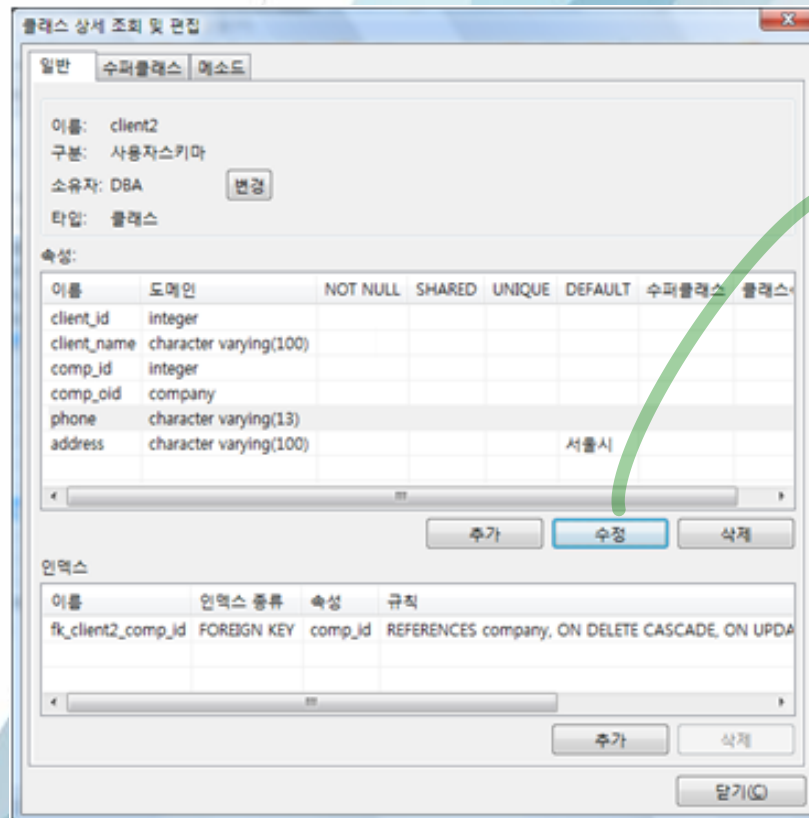 클래스 상세 조회 및 편집
일반 수퍼클래스 메소드
이름: client2
구분: 사용자스키마
소유자: DBA 변경
타입: 클래스
속성:
이름 도메인 NOT NULL SHARED UNIQUE DEFAULT 수퍼클래스 클래스
client_id integer
client_name character varying(100)
comp_id integer
comp_oid company
phone character varying(13)
address character varying(100) 서울시
추가 수정 삭제
인덱스
이름 인덱스 종류 속성 규칙
fk_client2_comp_id FOREIGN KEY comp_id REFERENCES company, ON DELETE CASCADE, ON UPDA
추가 삭제
닫기(C)